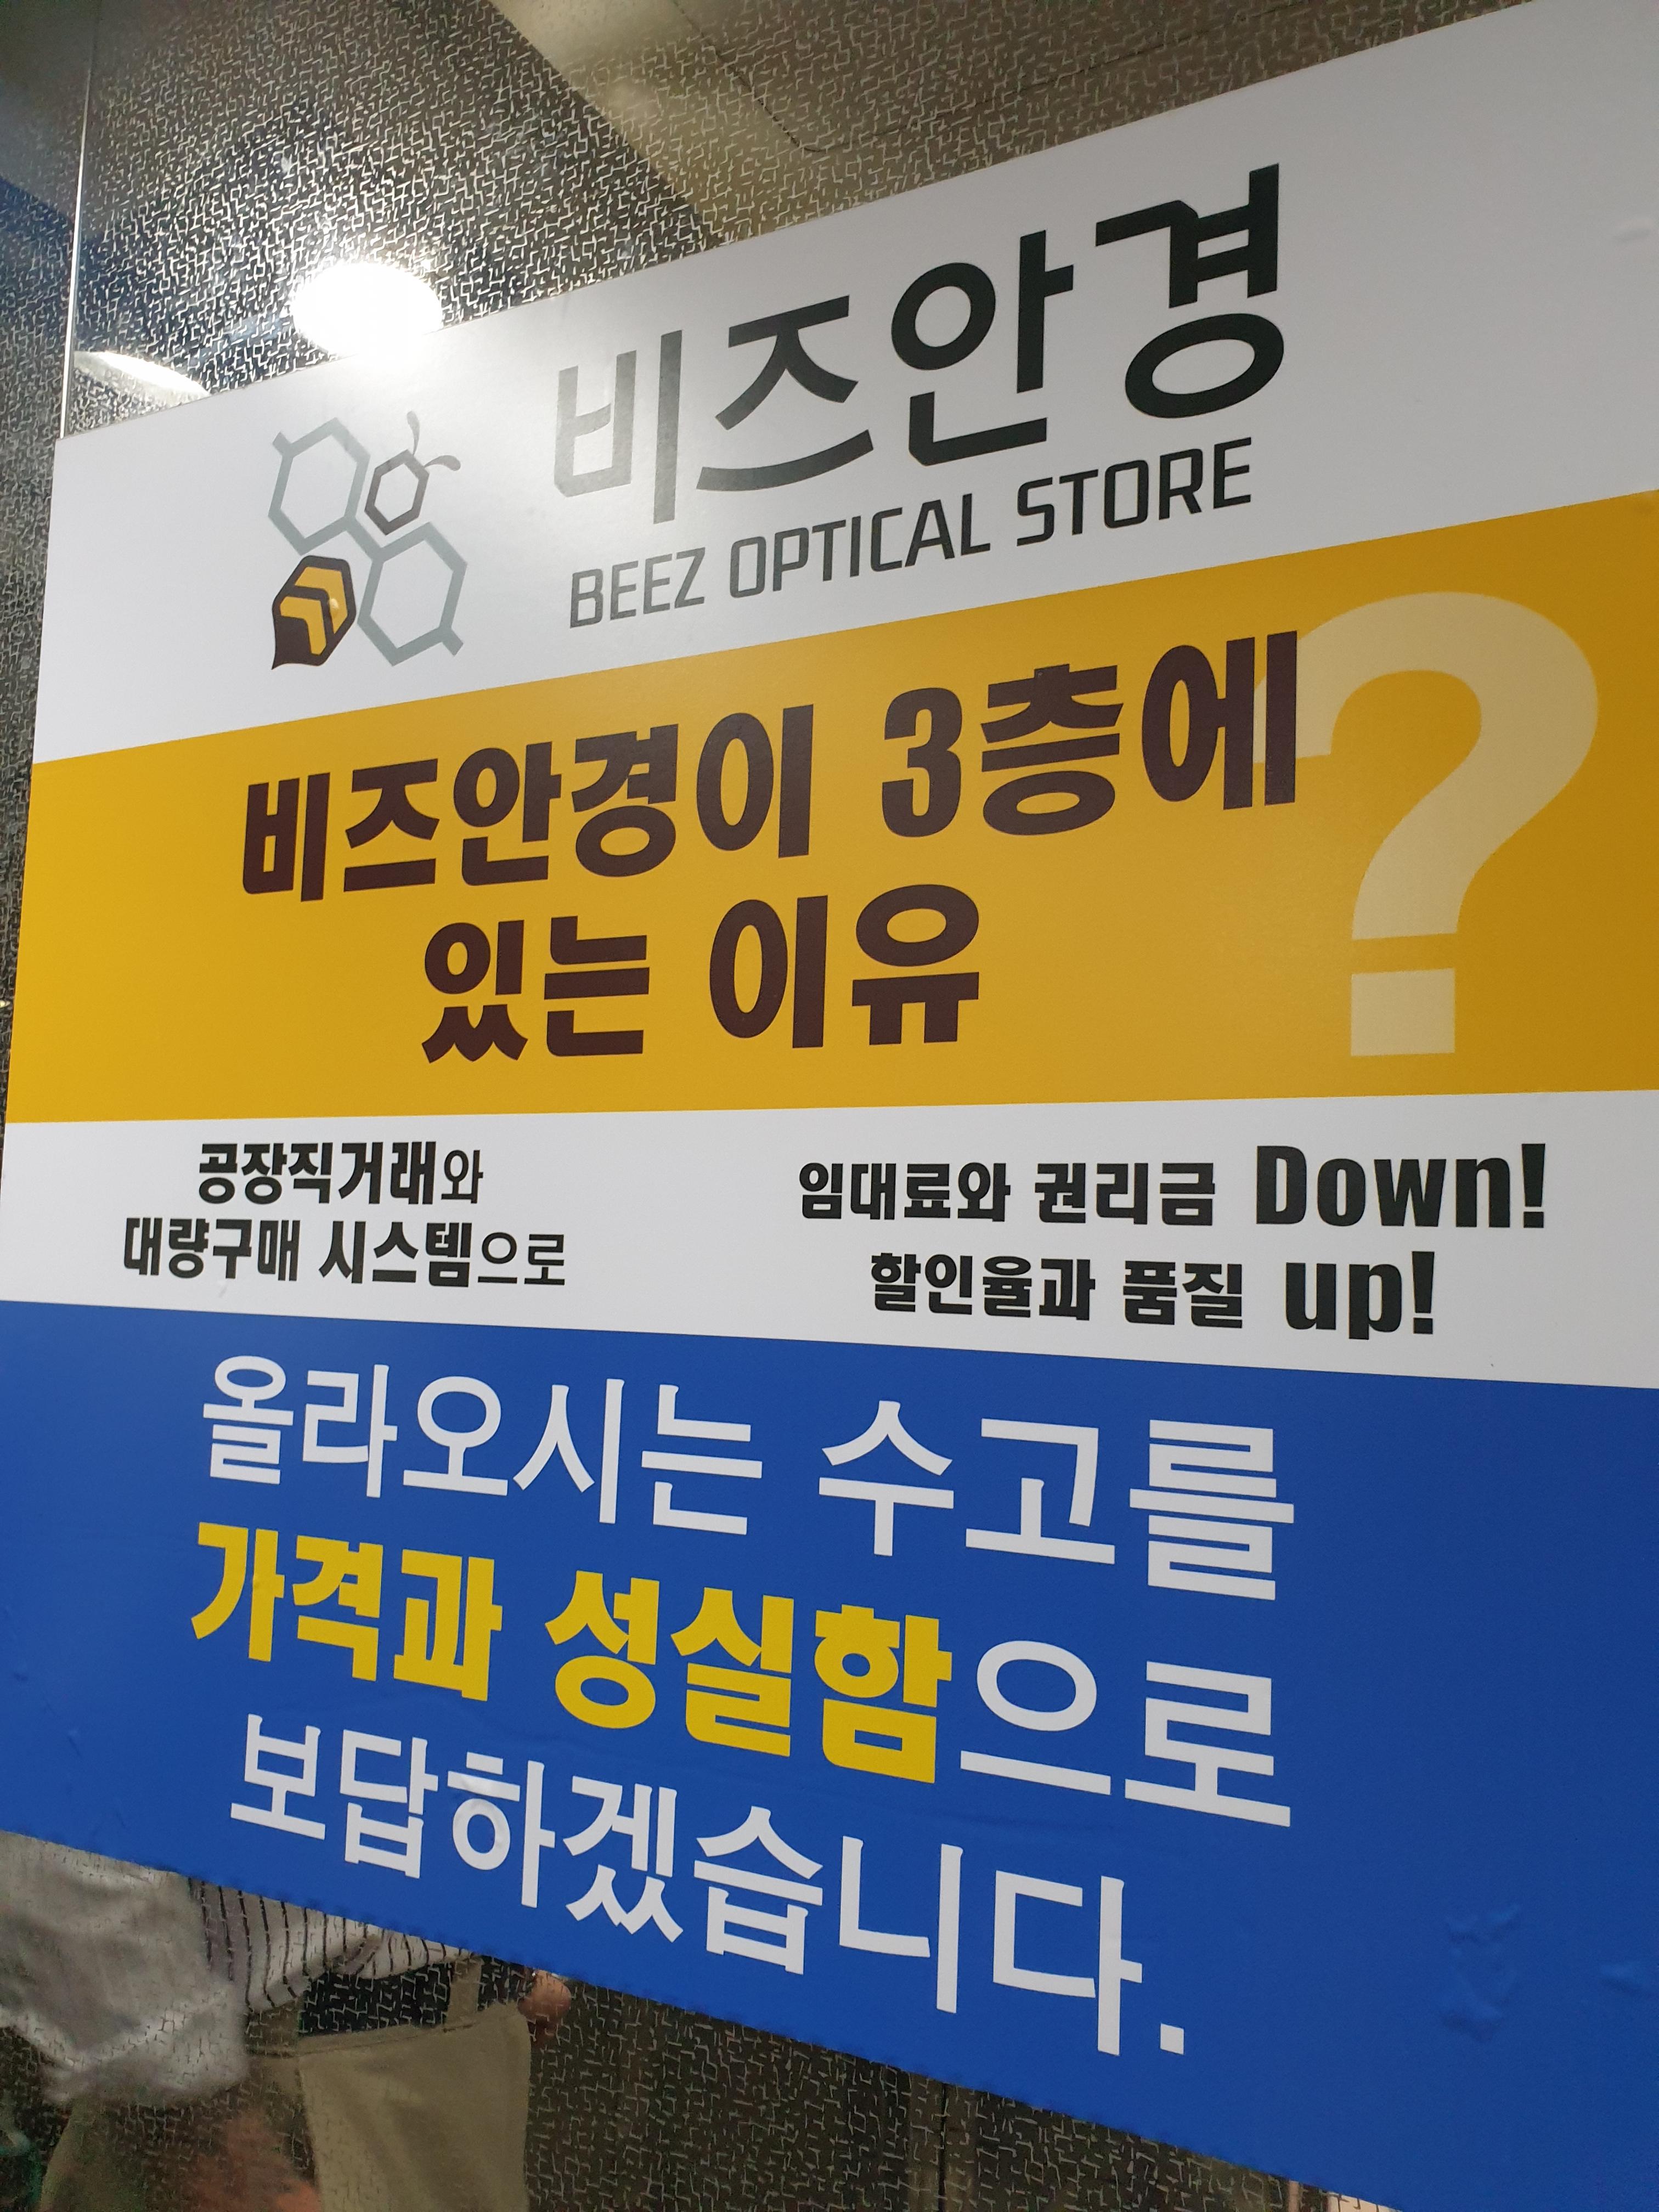 비즈안경
BEEZ OPTICAL STORE
비즈안경이 3층에
있는 이유
?
공장직거래와
대량구매 시스템으로
임대료와 권리금 Down!
할인율과 품질 up!
올라오시는 수고를
가격과 성실함으로
보답하겠습니다.